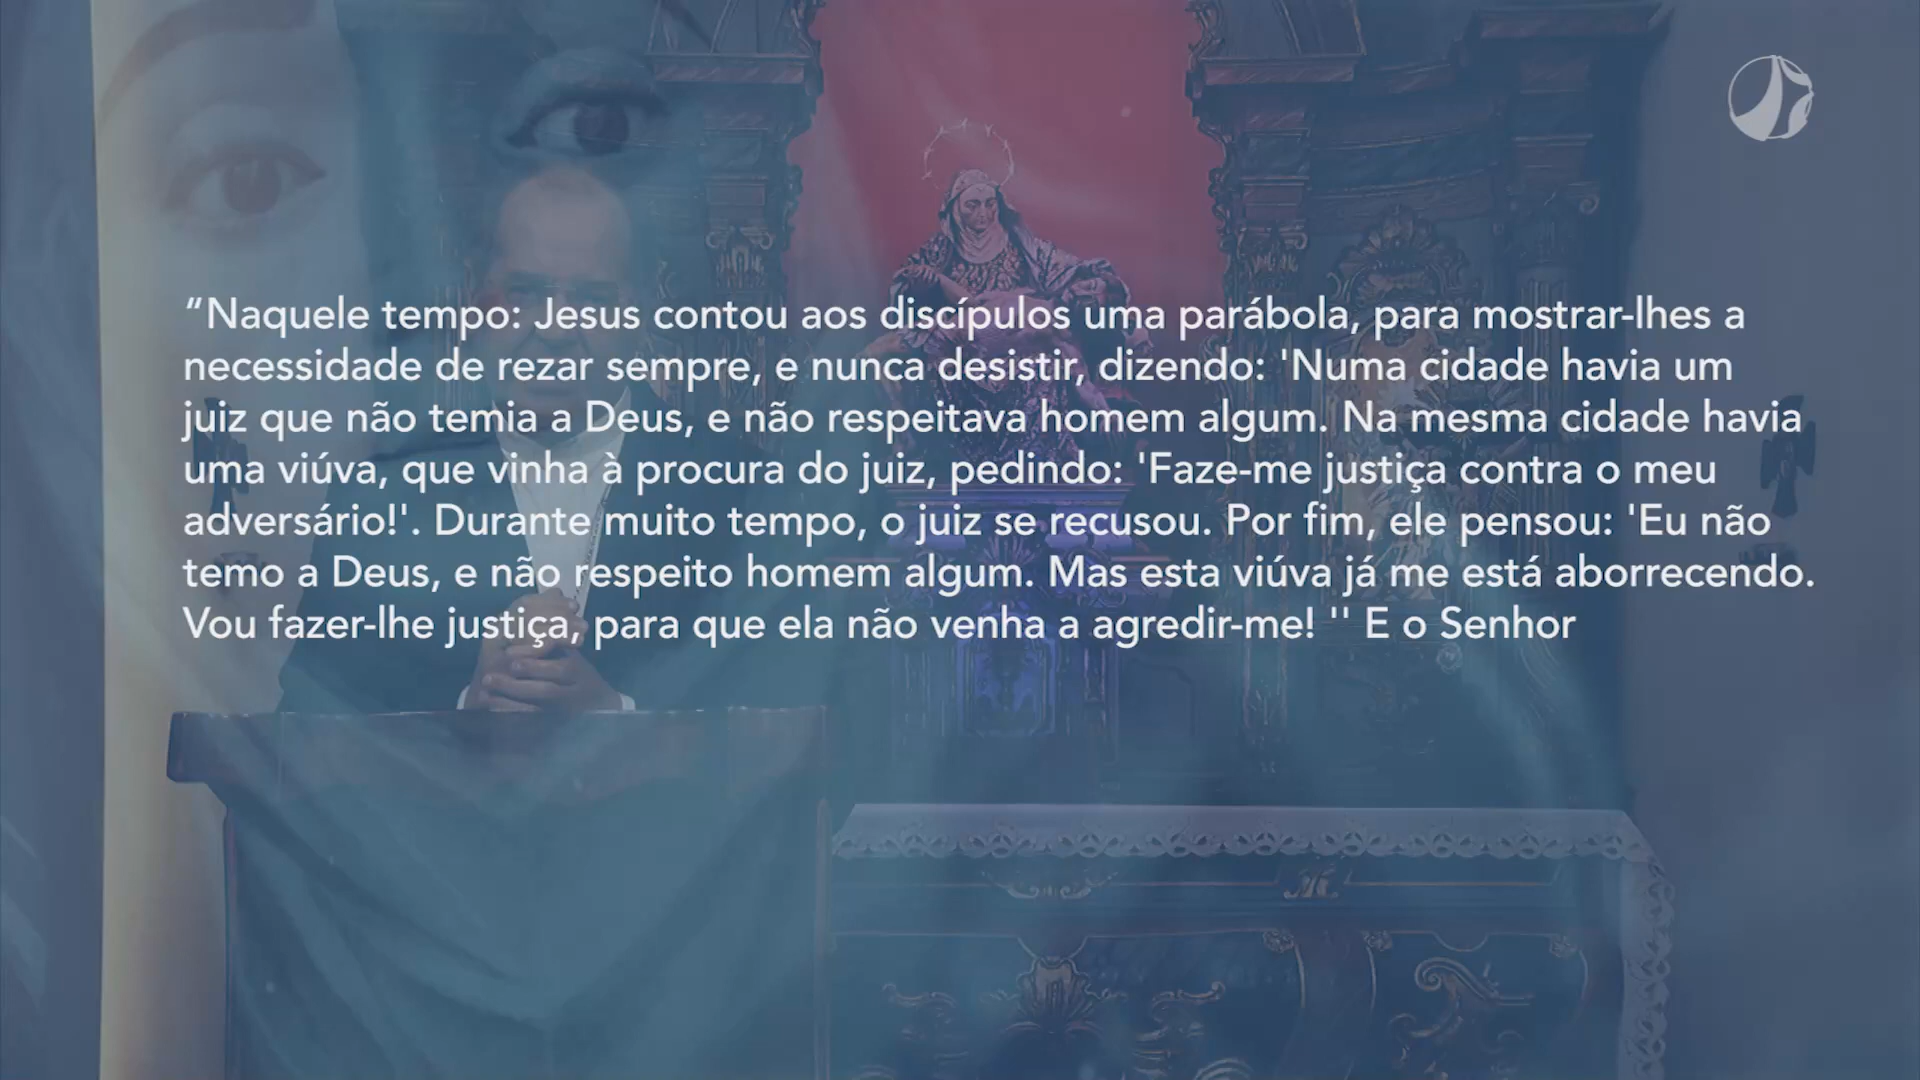 “Naquele tempo: Jesus contou aos discípulos uma parábola, para mostrar-lhes a
necessidade de rezar sempre, e nunca desistir, dizendo: 'Numa cidade havia um
juiz que não temia a Deus, e não respeitava homem algum. Na mesma cidade havia
uma viúva, que vinha à procura do juiz, pedindo: 'Faze-me justiça contra o meu
adversário!'. Durante muito tempo, o juiz se recusou. Por fim, ele pensou: 'Eu não
temo a Deus, e não respeito homem algum. Mas esta viúva já me está aborrecendo.
Vou fazer-lhe justiça, para que ela não venha a agredir-me! '' E o Senhor